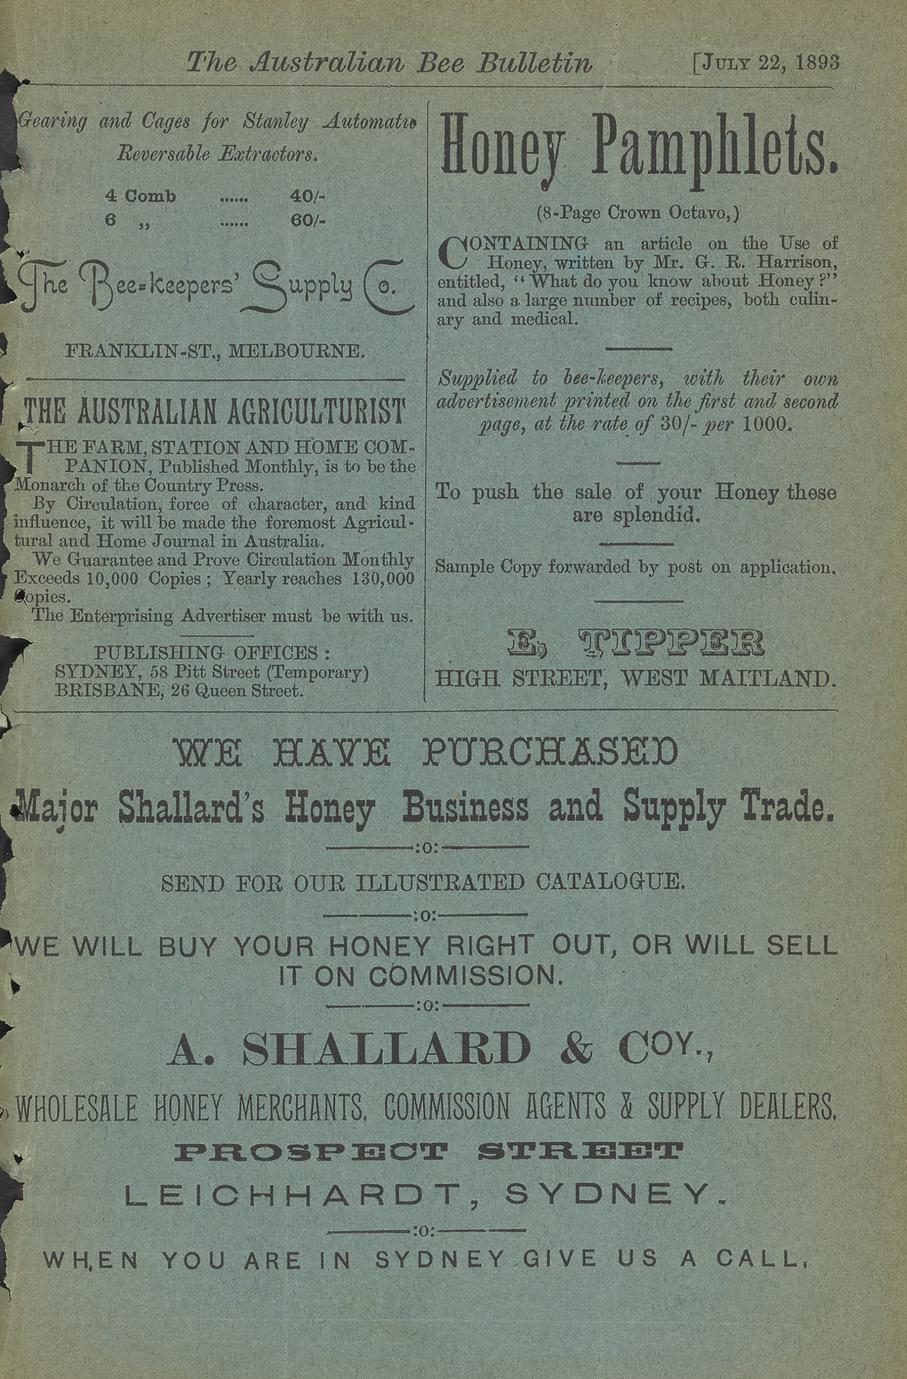 The Australian Bee Bulletin [JULY 22, 1893
Gearing and Cages for Stanley Automatic
Reversable Extractors.
4 Comb ...... 40/-
6 ,, ...... 60/-
The Bee-keepers' Supply Co.
FRANKLIN-ST., MELBOURNE.
THE AUSTRALIAN AGRICULTURIST
THE FARM, STATION AND HOME COM-
PANION, Published Monthly, is to be the
Monarch of the Country Press.
By Circulation, force of character, and kind
influence, it will be made the foremost Agricul-
tural and Home Journal in Australia.
We Guarantee and Prove Circulation Monthly
Exceeds 10,000 Copies ; Yearly reaches 130,000
Copies.
The Enterprising Advertiser must be with us.
PUBLISHING OFFICES :
SYDNEY, 58 Pitt Street (Temporary)
BRISBANE, 26 Queen Street.
Honey Pamphlets.
(8-Page Crown Octavo,)
CONTAINING an article on the Use of
Honey, written by Mr. G. R. Harrison,
entitled, "What do you know about Honey?"
and also a large number of recipes, both culin-
ary and medical.
Supplied to bee-keepers, with their own
advertisement printed on the first and second
page, at the rate of 30/- per 1000.
To push the sale of your Honey these
are splendid.
Sample Copy forwarded by post on application.
E, TIPPER
HIGH STREET, WEST MAITLAND.
WE HAVE PURCHASED
Major Shallard's Honey Business and Supply Trade.
:o:
SEND FOR OUR ILLUSTRATED CATALOGUE.
:o:
WE WILL BUY YOUR HONEY RIGHT OUT, OR WILL SELL
IT ON COMMISSION.
:o:
A. SHALLARD & COY.,
WHOLESALE HONEY MERCHANTS, COMMISSION AGENTS & SUPPLY DEALERS,
PROSPECT STREET
LEICHHARDT, SYDNEY.
:o:
WHEN YOU ARE IN SYDNEY GIVE US A CALL,